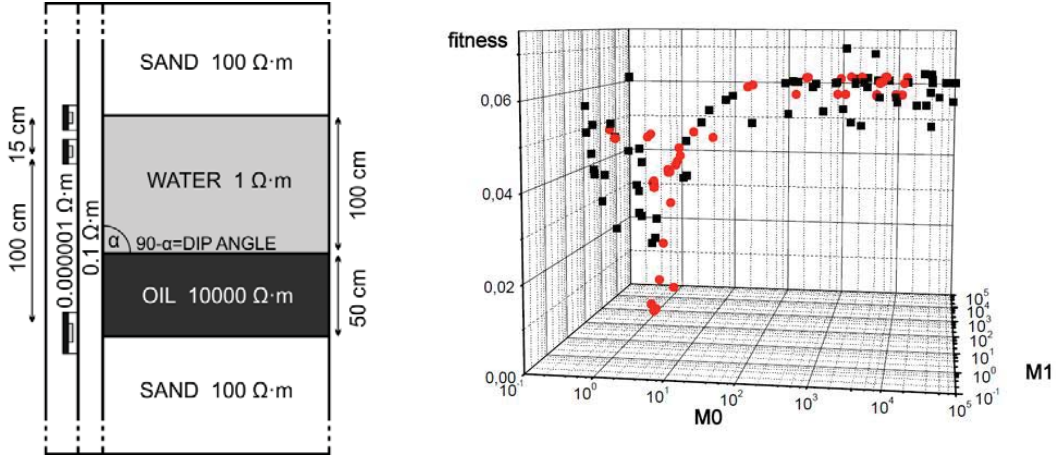 SAND 100 Ω·m
15 cm
100 cm
0.000001 Ω·m
0.1 Ω·m
WATER 1 Ω·m
100 cm
α 90-α=DIP ANGLE
OIL 10000 Ω·m
50 cm
SAND 100 Ω·m
fitness
0,06
0,04
0,02
0,00
10⁻¹ 10⁰ 10¹ 10² 10³ 10⁴ 10⁵
M0
10⁵
10⁴
10³
10²
10¹
10⁰
10⁻¹
M1